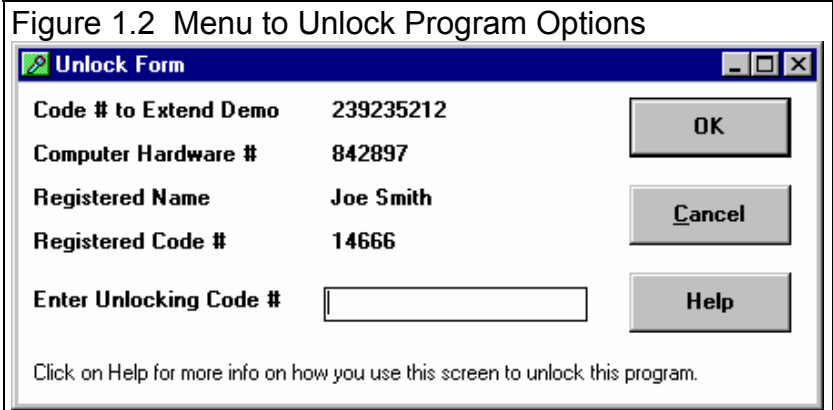 Figure 1.2 Menu to Unlock Program Options
Unlock Form
Code # to Extend Demo 239235212
OK
Computer Hardware # 842897
Registered Name Joe Smith
Cancel
Registered Code # 14666
Enter Unlocking Code #
Help
Click on Help for more info on how you use this screen to unlock this program.